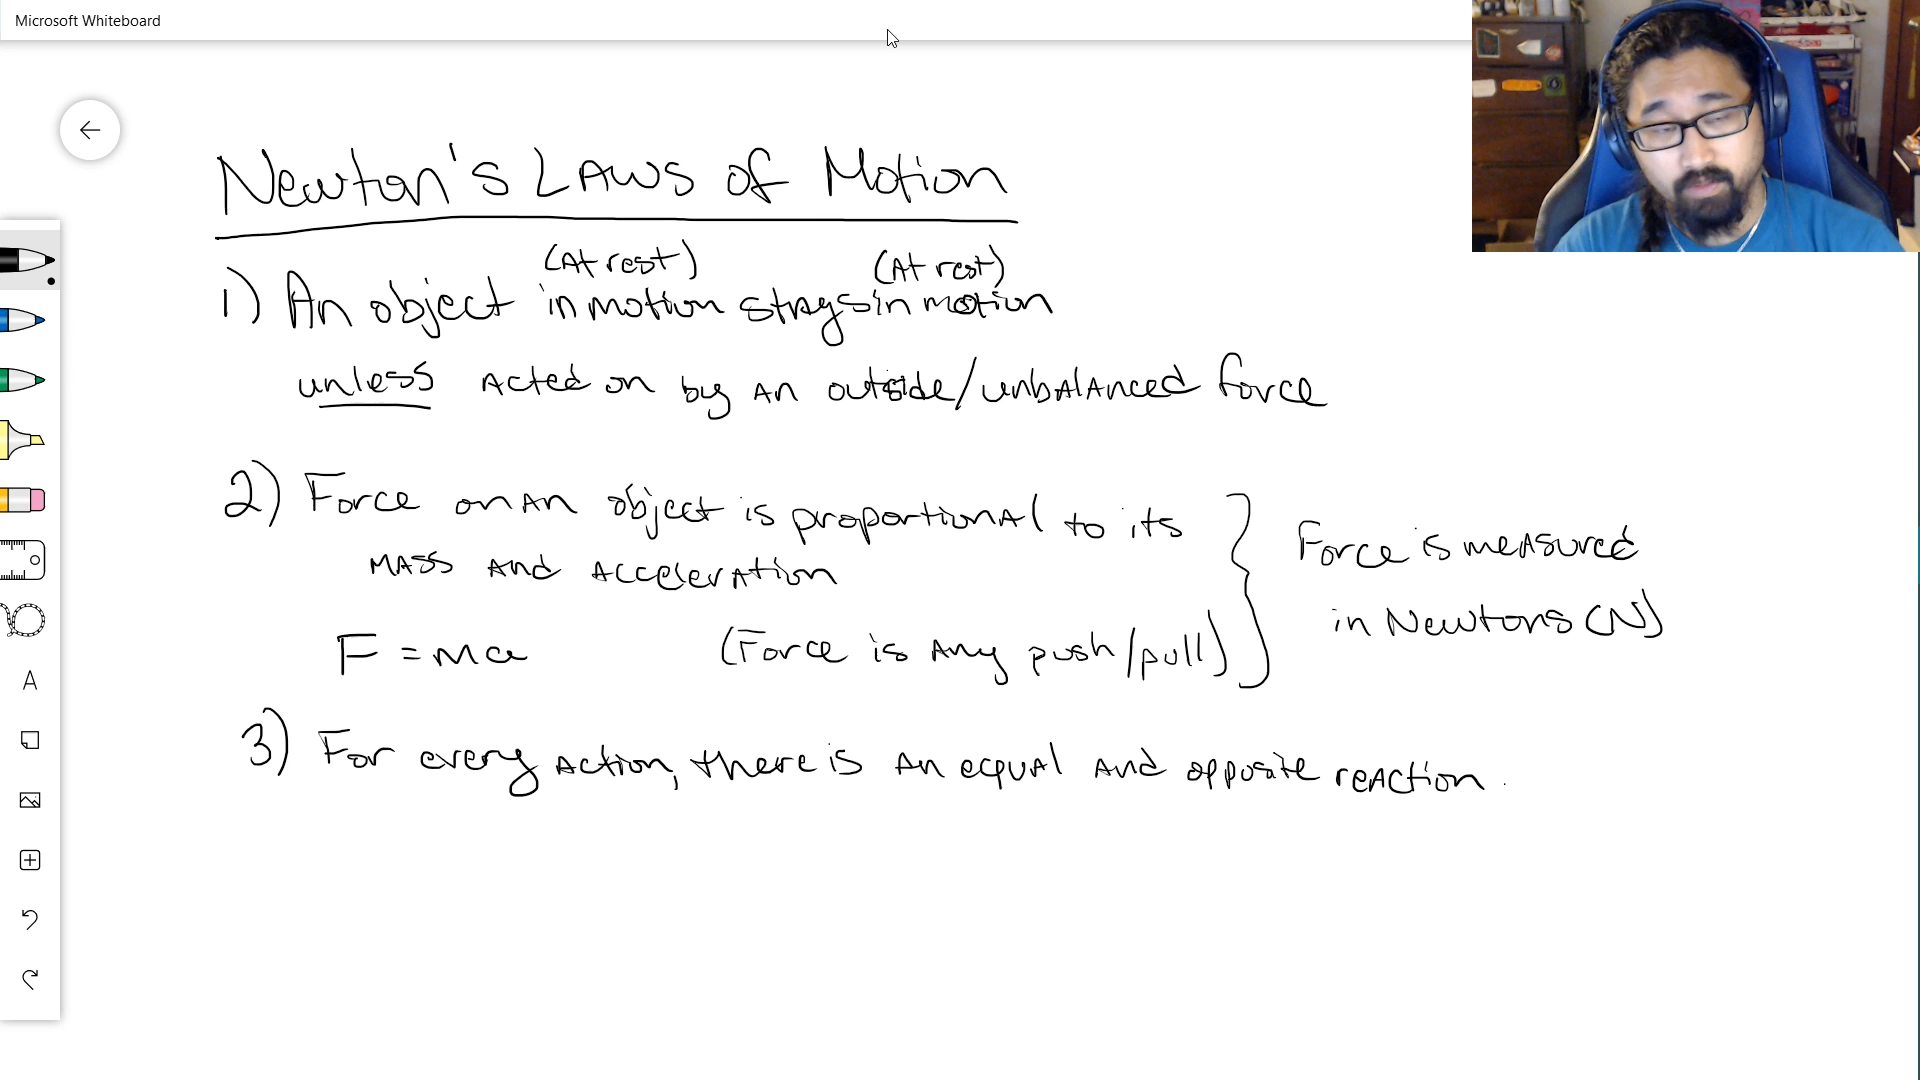 Microsoft Whiteboard
Newton's Laws of Motion
(At rest) (At rest)
1) An object in motion stays in motion
unless acted on by an outside/unbalanced force
2) Force on an object is proportional to its
mass and acceleration
F = ma (Force is any push/pull)
Force is measured
in Newtons (N)
3) For every action, there is an equal and opposite reaction.
A